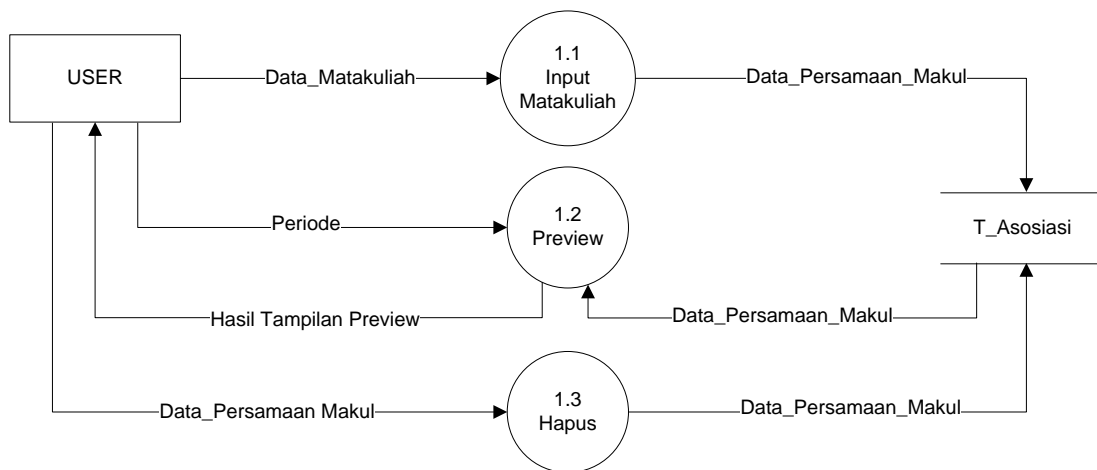 USER
Data_Matakuliah
1.1
Input
Matakuliah
Data_Persamaan_Makul
Periode
1.2
Preview
T_Asosiasi
Hasil Tampilan Preview
Data_Persamaan_Makul
Data_Persamaan Makul
1.3
Hapus
Data_Persamaan_Makul